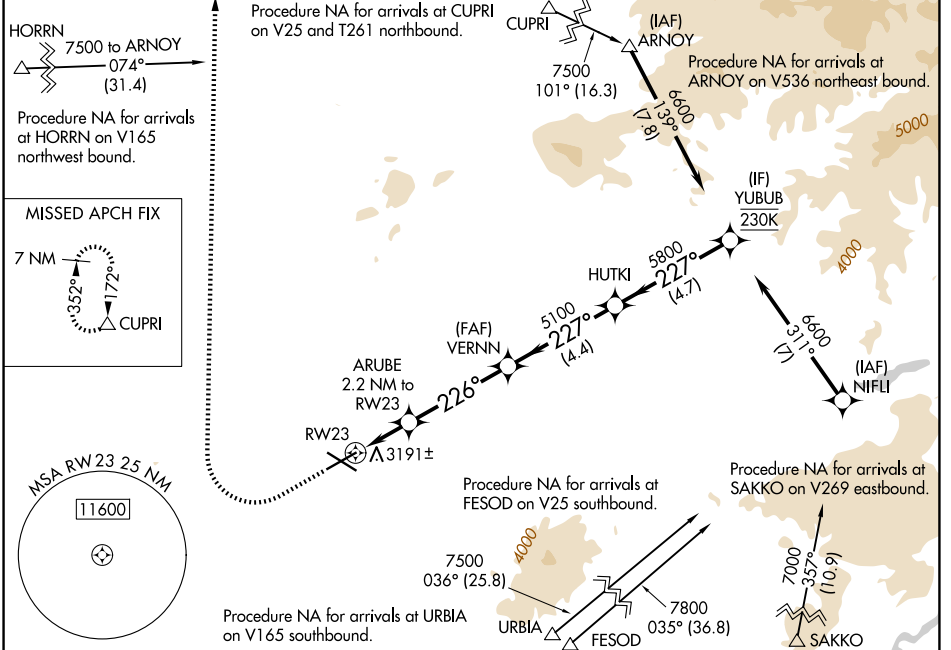 Procedure NA for arrivals at CUPRI
on V25 and T261 northbound.
HORRN
7500 to ARNOY
074°
(31.4)
Procedure NA for arrivals
at HORRN on V165
northwest bound.
CUPRI
7500
101° (16.3)
(IAF)
ARNOY
Procedure NA for arrivals at
ARNOY on V536 northeast bound.
6600
139°
(7.8)
5000
(IF)
YUBUB
230K
4000
MISSED APCH FIX
7 NM
352°
172°
CUPRI
HUTKI
5800
227°
(4.7)
(FAF)
VERNN
5100
227°
(4.4)
6600
311°
(7)
(IAF)
NIFLI
ARUBE
2.2 NM to
RW23
226°
RW23
3191±
MSA RW23 25 NM
11600
Procedure NA for arrivals at
FESOD on V25 southbound.
Procedure NA for arrivals at
SAKKO on V269 eastbound.
4000
7500
036° (25.8)
7800
035° (36.8)
7000
357°
(10.9)
Procedure NA for arrivals at URBIA
on V165 southbound.
URBIA
FESOD
SAKKO